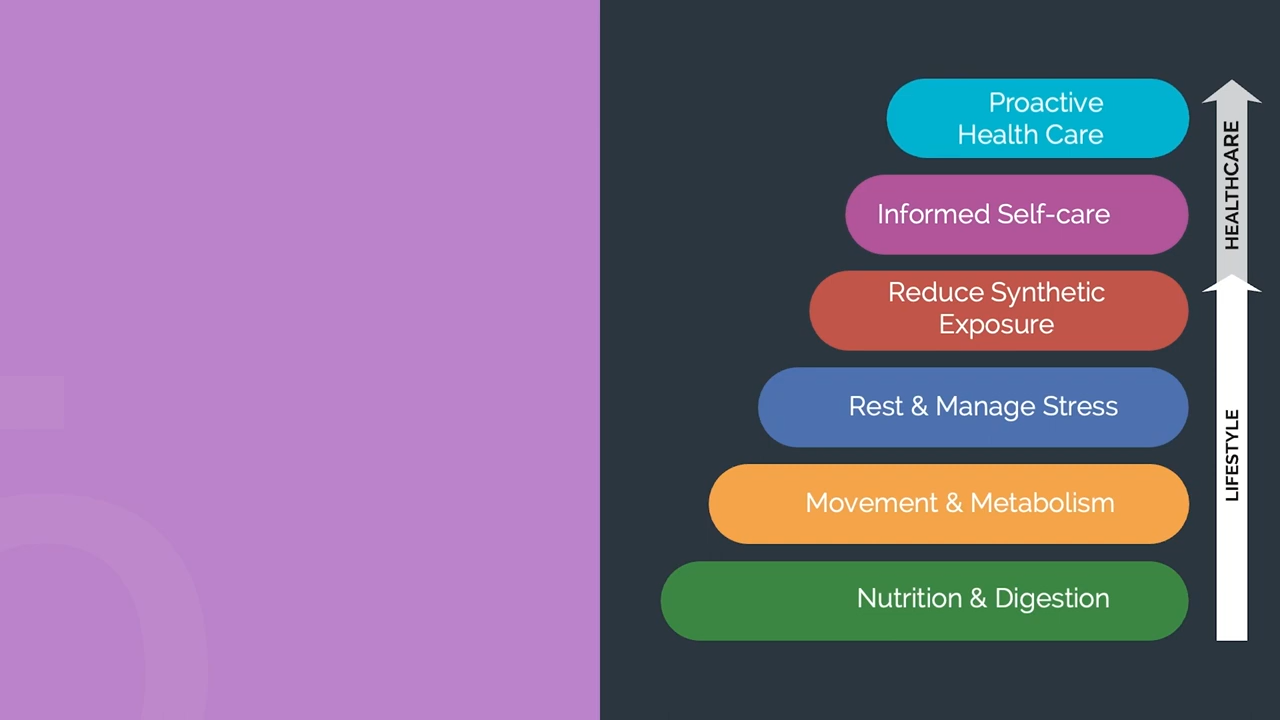 Proactive
Health Care
Informed Self-care
Reduce Synthetic
Exposure
Rest & Manage Stress
Movement & Metabolism
Nutrition & Digestion
HEALTHCARE
LIFESTYLE